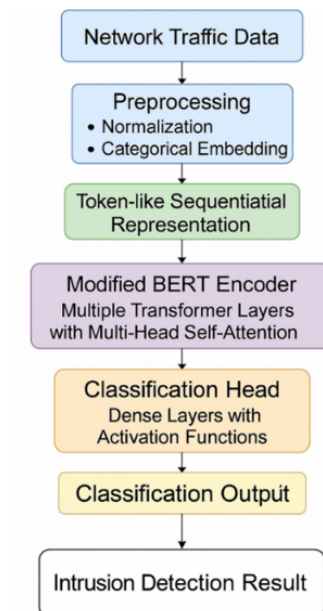 Network Traffic Data
Preprocessing
• Normalization
• Categorical Embedding
Token-like Sequentiatial
Representation
Modified BERT Encoder
Multiple Transformer Layers
with Multi-Head Self-Attention
Classification Head
Dense Layers with
Activation Functions
Classification Output
Intrusion Detection Result